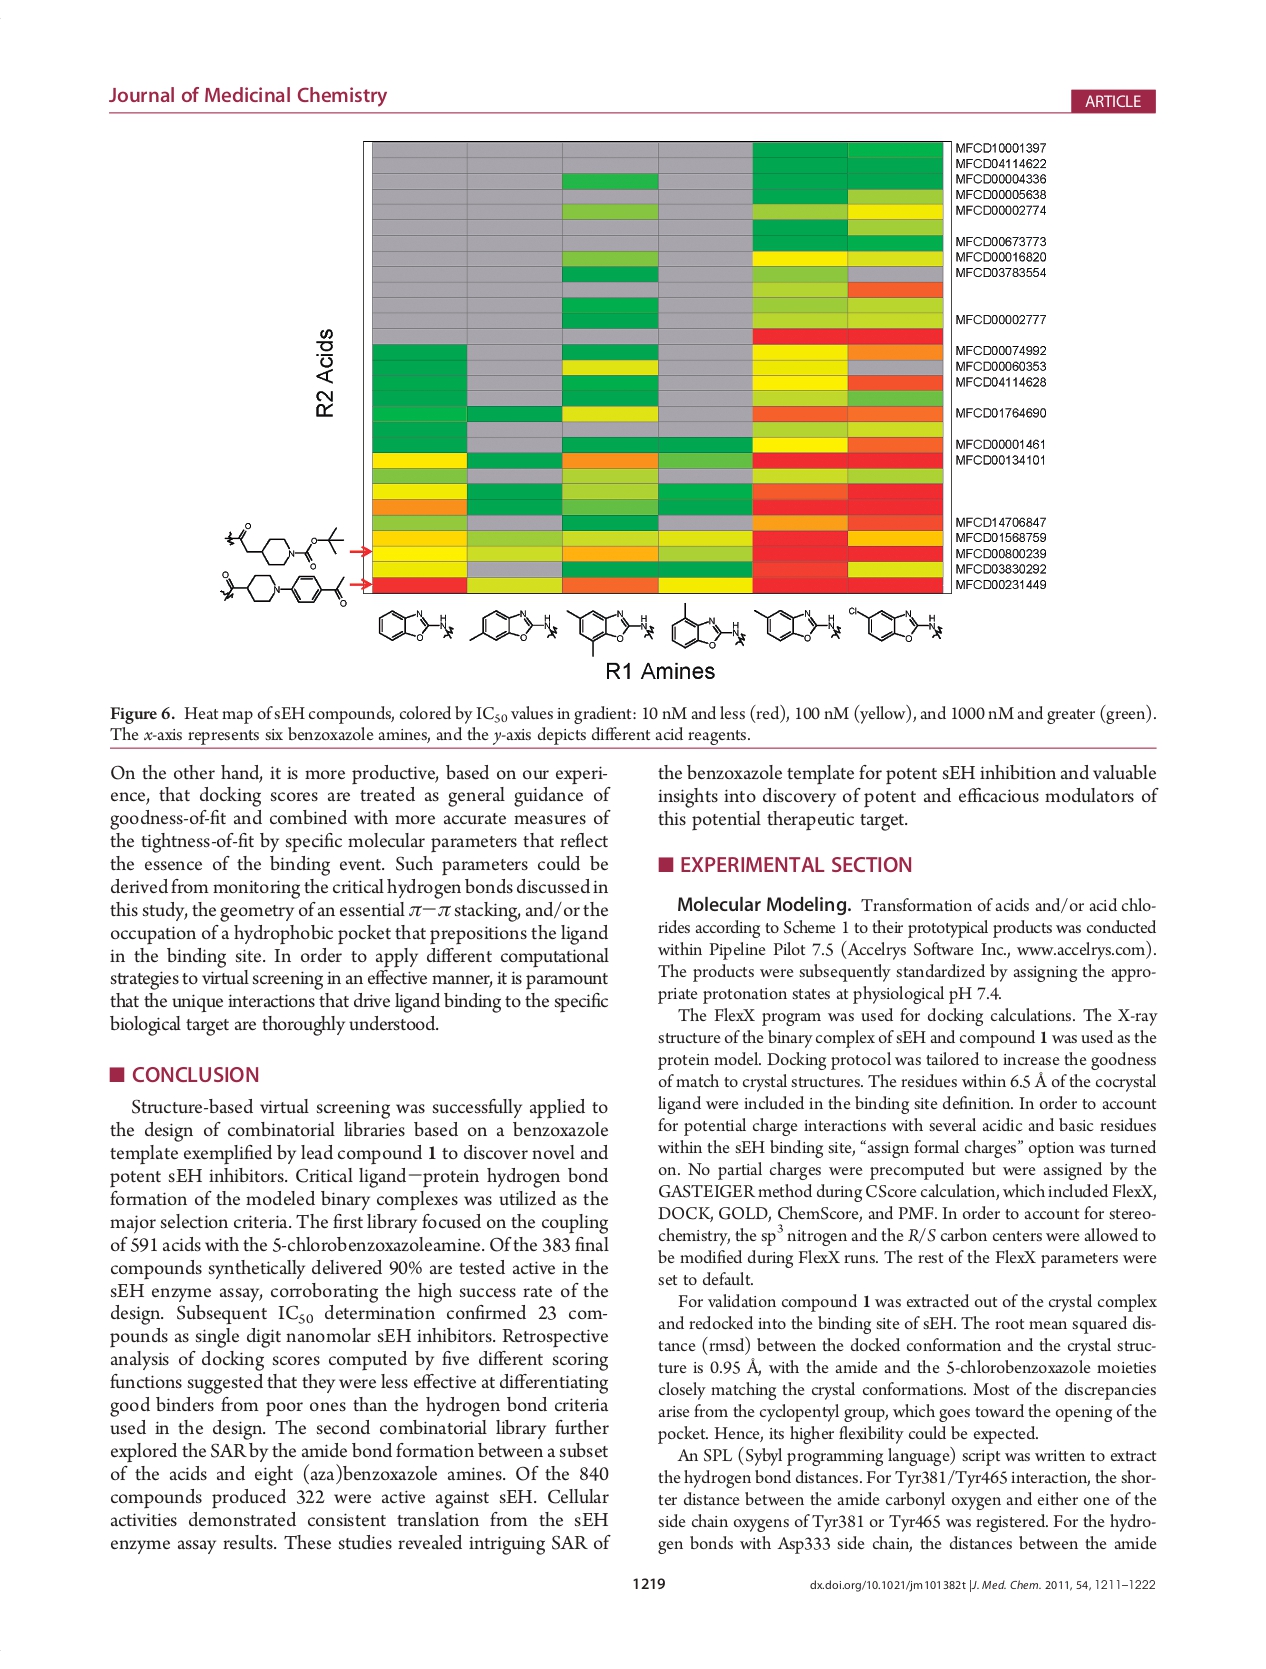 Journal of Medicinal Chemistry
ARTICLE
MFCD10001397
MFCD04114622
MFCD00004336
MFCD00005638
MFCD00002774
MFCD00673773
MFCD00016820
MFCD03783554
MFCD00002777
MFCD00074992
MFCD00060353
MFCD04114628
MFCD01764690
MFCD00001461
MFCD00134101
MFCD14706847
MFCD01568759
MFCD00800239
MFCD03830292
MFCD00231449
R2 Acids
R1 Amines
Figure 6. Heat map of sEH compounds, colored by IC50 values in gradient: 10 nM and less (red), 100 nM (yellow), and 1000 nM and greater (green).
The x-axis represents six benzoxazole amines, and the y-axis depicts different acid reagents.
On the other hand, it is more productive, based on our experi-
ence, that docking scores are treated as general guidance of
goodness-of-fit and combined with more accurate measures of
the tightness-of-fit by specific molecular parameters that reflect
the essence of the binding event. Such parameters could be
derived from monitoring the critical hydrogen bonds discussed in
this study, the geometry of an essential π−π stacking, and/or the
occupation of a hydrophobic pocket that prepositions the ligand
in the binding site. In order to apply different computational
strategies to virtual screening in an effective manner, it is paramount
that the unique interactions that drive ligand binding to the specific
biological target are thoroughly understood.
■ CONCLUSION
Structure-based virtual screening was successfully applied to
the design of combinatorial libraries based on a benzoxazole
template exemplified by lead compound 1 to discover novel and
potent sEH inhibitors. Critical ligand−protein hydrogen bond
formation of the modeled binary complexes was utilized as the
major selection criteria. The first library focused on the coupling
of 591 acids with the 5-chlorobenzoxazoleamine. Of the 383 final
compounds synthetically delivered 90% are tested active in the
sEH enzyme assay, corroborating the high success rate of the
design. Subsequent IC50 determination confirmed 23 com-
pounds as single digit nanomolar sEH inhibitors. Retrospective
analysis of docking scores computed by five different scoring
functions suggested that they were less effective at differentiating
good binders from poor ones than the hydrogen bond criteria
used in the design. The second combinatorial library further
explored the SAR by the amide bond formation between a subset
of the acids and eight (aza)benzoxazole amines. Of the 840
compounds produced 322 were active against sEH. Cellular
activities demonstrated consistent translation from the sEH
enzyme assay results. These studies revealed intriguing SAR of
the benzoxazole template for potent sEH inhibition and valuable
insights into discovery of potent and efficacious modulators of
this potential therapeutic target.
■ EXPERIMENTAL SECTION
Molecular Modeling. Transformation of acids and/or acid chlo-
rides according to Scheme 1 to their prototypical products was conducted
within Pipeline Pilot 7.5 (Accelrys Software Inc., www.accelrys.com).
The products were subsequently standardized by assigning the appro-
priate protonation states at physiological pH 7.4.
The FlexX program was used for docking calculations. The X-ray
structure of the binary complex of sEH and compound 1 was used as the
protein model. Docking protocol was tailored to increase the goodness
of match to crystal structures. The residues within 6.5 Å of the cocrystal
ligand were included in the binding site definition. In order to account
for potential charge interactions with several acidic and basic residues
within the sEH binding site, “assign formal charges” option was turned
on. No partial charges were precomputed but were assigned by the
GASTEIGER method during CScore calculation, which included FlexX,
DOCK, GOLD, ChemScore, and PMF. In order to account for stereo-
chemistry, the sp3 nitrogen and the R/S carbon centers were allowed to
be modified during FlexX runs. The rest of the FlexX parameters were
set to default.
For validation compound 1 was extracted out of the crystal complex
and redocked into the binding site of sEH. The root mean squared dis-
tance (rmsd) between the docked conformation and the crystal struc-
ture is 0.95 Å, with the amide and the 5-chlorobenzoxazole moieties
closely matching the crystal conformations. Most of the discrepancies
arise from the cyclopentyl group, which goes toward the opening of the
pocket. Hence, its higher flexibility could be expected.
An SPL (Sybyl programming language) script was written to extract
the hydrogen bond distances. For Tyr381/Tyr465 interaction, the shor-
ter distance between the amide carbonyl oxygen and either one of the
side chain oxygens of Tyr381 or Tyr465 was registered. For the hydro-
gen bonds with Asp333 side chain, the distances between the amide
1219
dx.doi.org/10.1021/jm101382t |J. Med. Chem. 2011, 54, 1211–1222